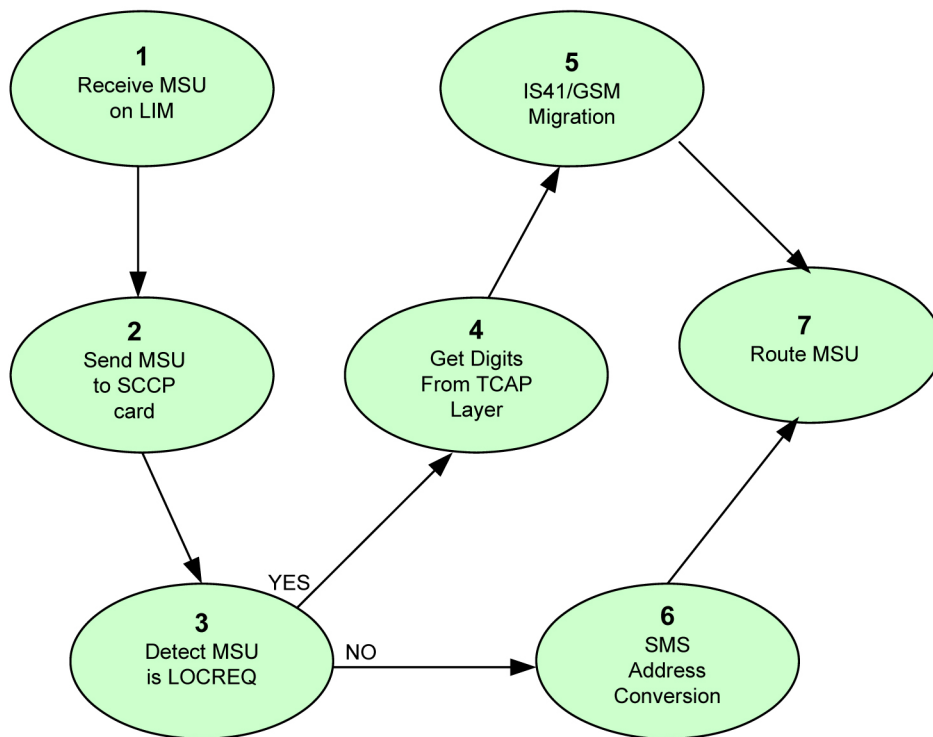 1
Receive MSU
on LIM
2
Send MSU
to SCCP
card
3
Detect MSU
is LOCREQ
YES
NO
4
Get Digits
From TCAP
Layer
5
IS41/GSM
Migration
6
SMS
Address
Conversion
7
Route MSU